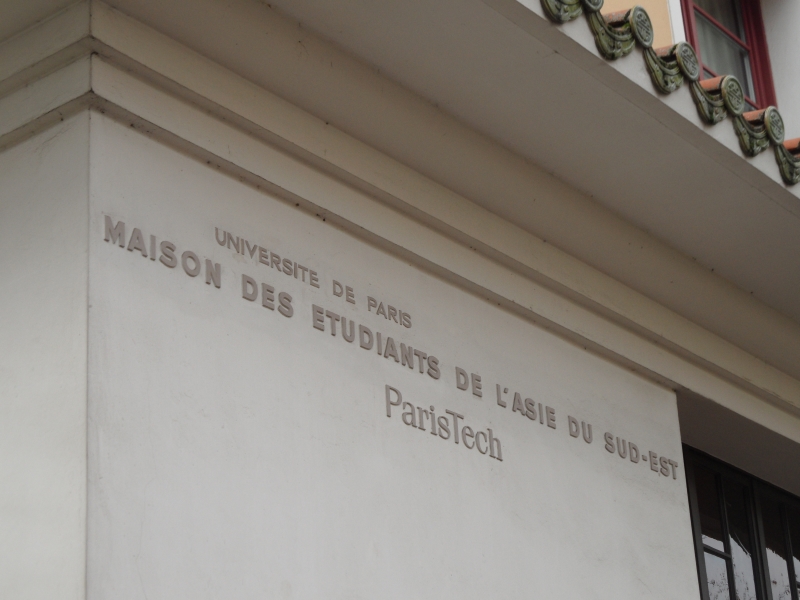 UNIVERSITE DE PARIS
MAISON DES ETUDIANTS DE L'ASIE DU SUD-EST
ParisTech